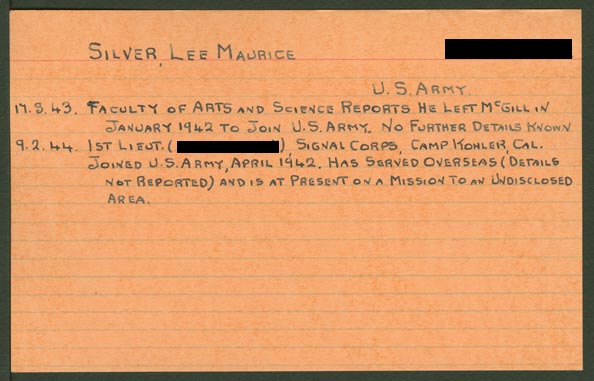 SILVER, LEE MAURICE
U.S. ARMY.
17.3.43. FACULTY OF ARTS AND SCIENCE REPORTS HE LEFT MCGILL IN
JANUARY 1942 TO JOIN U.S. ARMY. NO FURTHER DETAILS KNOWN
9.2.44. 1ST LIEUT. ( ), SIGNAL CORPS, CAMP KOHLER, CAL.
JOINED U.S. ARMY, APRIL 1942. HAS SERVED OVERSEAS (DETAILS
NOT REPORTED) AND IS AT PRESENT ON A MISSION TO AN UNDISCLOSED
AREA.